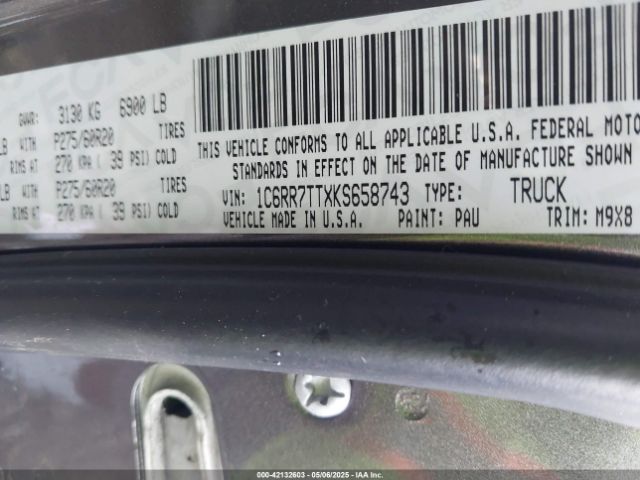 GVWR: 3130 KG 6900 LB
LB WITH P275/60R20 TIRES
RIMS AT 270 KPA ( 39 PSI) COLD
LB WITH P275/60R20 TIRES
RIMS AT 270 KPA ( 39 PSI) COLD
THIS VEHICLE CONFORMS TO ALL APPLICABLE U.S.A. FEDERAL MOTO
STANDARDS IN EFFECT ON THE DATE OF MANUFACTURE SHOWN
VIN: 1C6RR7TTXKS658743 TYPE: TRUCK
VEHICLE MADE IN U.S.A. PAINT: PAU TRIM: M9X8
000-42132603 - 05/06/2025 - IAAI.COM